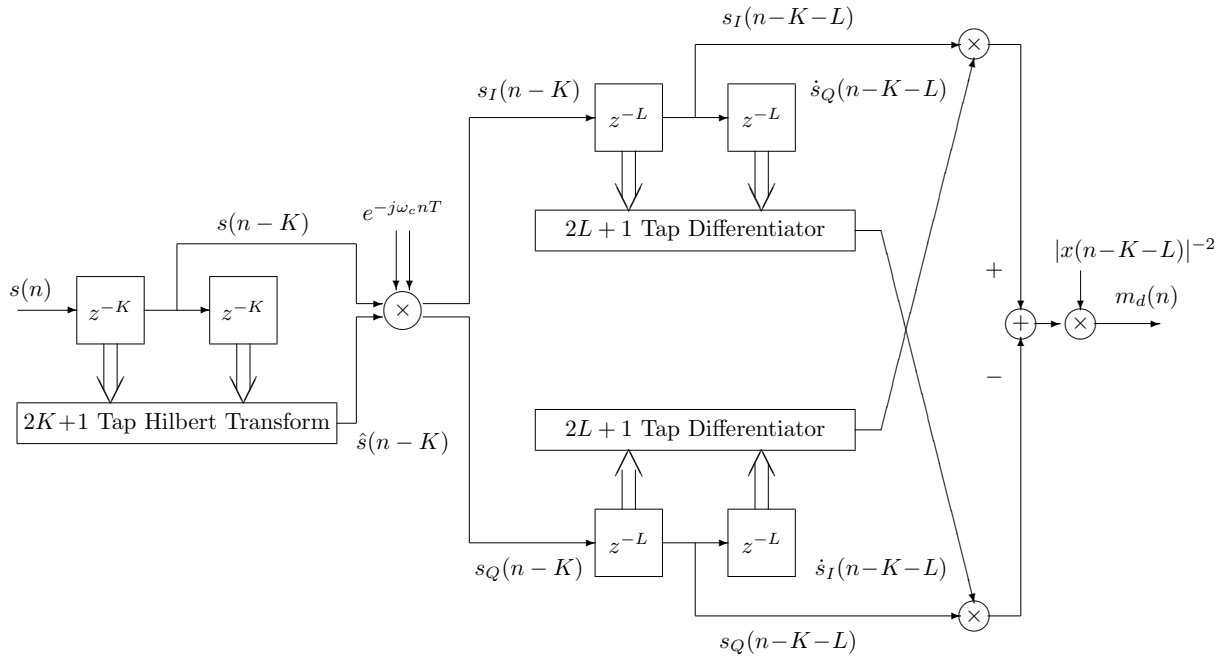 s_I(n−K−L)
×
s_I(n − K)
ṡ_Q(n−K−L)
z^{−L}
z^{−L}
e^{−jω_c nT}
s(n − K)
2L + 1 Tap Differentiator
|x(n−K−L)|^{−2}
+
m_d(n)
s(n)
z^{−K}
z^{−K}
×
+
×
−
2K+1 Tap Hilbert Transform
ŝ(n − K)
2L + 1 Tap Differentiator
z^{−L}
z^{−L}
s_Q(n − K)
ṡ_I(n−K−L)
×
s_Q(n−K−L)